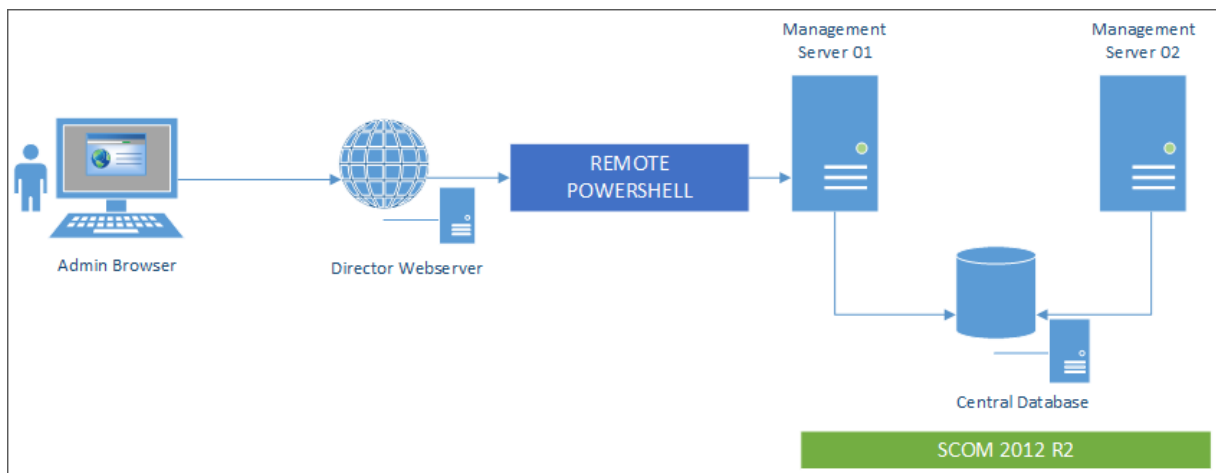 Management
Server 01
Management
Server 02
REMOTE
POWERSHELL
Admin Browser
Director Webserver
Central Database
SCOM 2012 R2